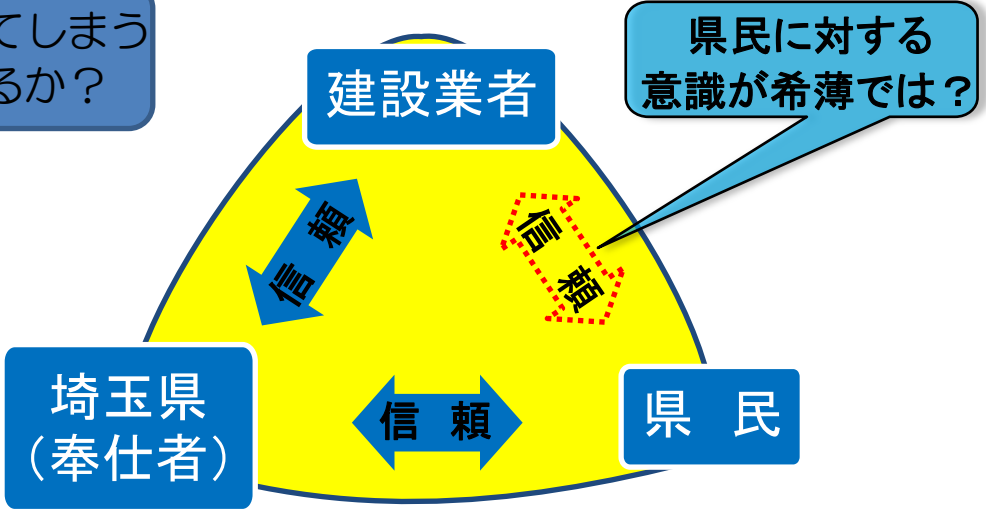 てしまう
るか？
県民に対する
意識が希薄では？
建設業者
信頼
信頼
埼玉県
（奉仕者）
信　頼
県　民